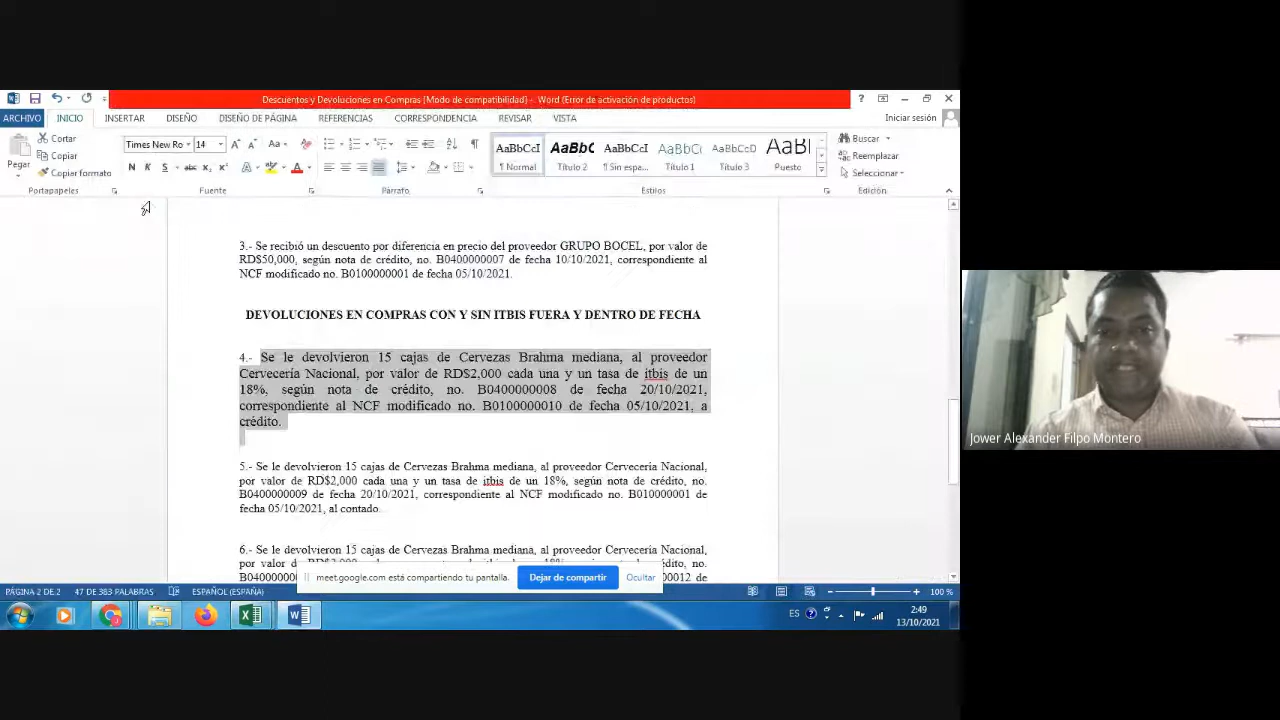 Descuentos y Devoluciones en Compras [Modo de compatibilidad] - Word (Error de activación de productos)
ARCHIVO INICIO INSERTAR DISEÑO DISEÑO DE PÁGINA REFERENCIAS CORRESPONDENCIA REVISAR VISTA Iniciar sesión
Pegar
Cortar
Copiar
Copiar formato
Times New Ro 14
N K S abc
AaBbCcI AaBbC AaBbCcI AaBbC AaBbCcD AaBl
¶ Normal Título 2 ¶ Sin espa... Título 1 Título 3 Puesto
Buscar
Reemplazar
Seleccionar
Portapapeles Fuente Párrafo Estilos Edición
3.- Se recibió un descuento por diferencia en precio del proveedor GRUPO BOCEL, por valor de
RD$50,000, según nota de crédito, no. B0400000007 de fecha 10/10/2021, correspondiente al
NCF modificado no. B0100000001 de fecha 05/10/2021.
DEVOLUCIONES EN COMPRAS CON Y SIN ITBIS FUERA Y DENTRO DE FECHA
4.- Se le devolvieron 15 cajas de Cervezas Brahma mediana, al proveedor
Cervecería Nacional, por valor de RD$2,000 cada una y un tasa de itbis de un
18%, según nota de crédito, no. B0400000008 de fecha 20/10/2021,
correspondiente al NCF modificado no. B0100000010 de fecha 05/10/2021, a
crédito.
5.- Se le devolvieron 15 cajas de Cervezas Brahma mediana, al proveedor Cervecería Nacional,
por valor de RD$2,000 cada una y un tasa de itbis de un 18%, según nota de crédito, no.
B0400000009 de fecha 20/10/2021, correspondiente al NCF modificado no. B010000001 de
fecha 05/10/2021, al contado.
6.- Se le devolvieron 15 cajas de Cervezas Brahma mediana, al proveedor Cervecería Nacional,
meet.google.com está compartiendo tu pantalla. Dejar de compartir Ocultar
PÁGINA 2 DE 2 47 DE 383 PALABRAS ESPAÑOL (ESPAÑA) 100 %
ES 2:49
13/10/2021
Jower Alexander Filpo Montero